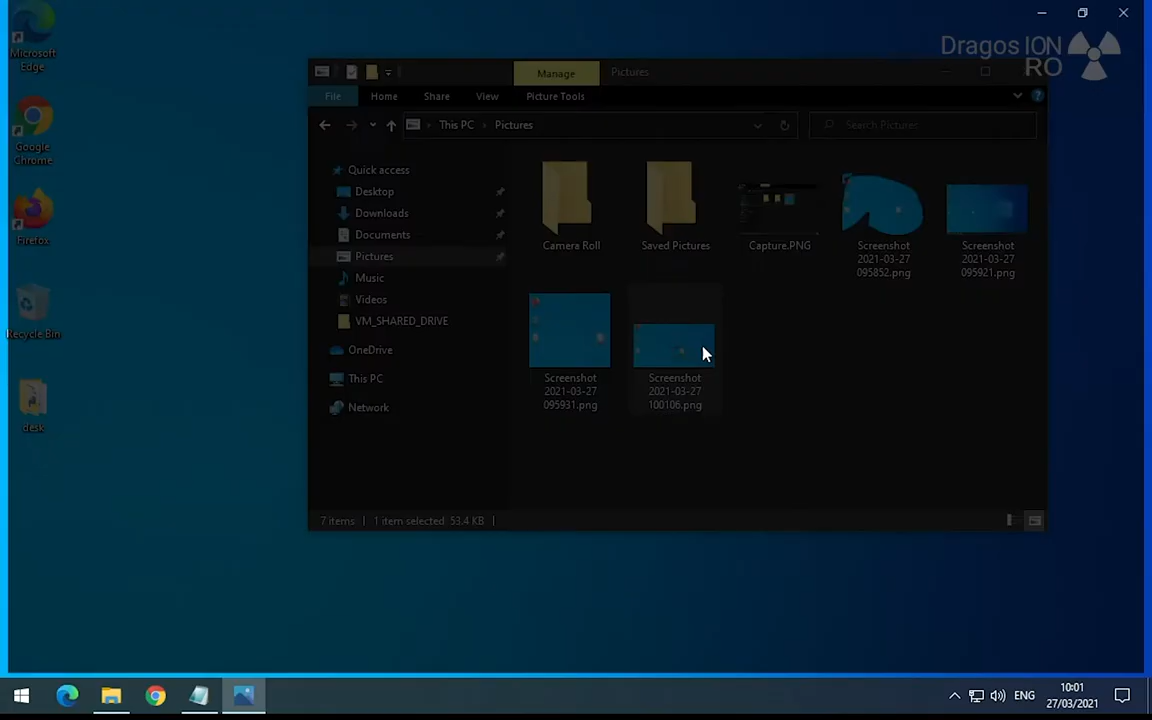 Microsoft
Edge
Google
Chrome
Firefox
Recycle Bin
desk
Dragos ION
RO
Manage
Pictures
File
Home
Share
View
Picture Tools
This PC
Pictures
Search Pictures
Quick access
Desktop
Downloads
Documents
Pictures
Music
Videos
VM_SHARED_DRIVE
OneDrive
This PC
Network
Camera Roll
Saved Pictures
Capture.PNG
Screenshot
2021-03-27
095852.png
Screenshot
2021-03-27
095921.png
Screenshot
2021-03-27
095931.png
Screenshot
2021-03-27
100106.png
7 items
1 item selected 53.4 KB
ENG
10:01
27/03/2021